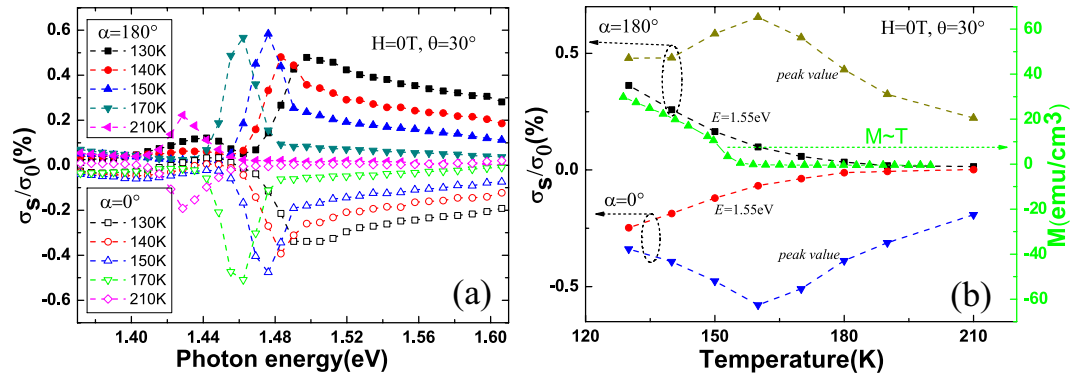 α=180°
130K
140K
150K
170K
210K
H=0T, θ=30°
σs/σ0(%)
0.6
0.4
0.2
0.0
-0.2
-0.4
-0.6
α=0°
130K
140K
150K
170K
210K
(a)
1.40 1.44 1.48 1.52 1.56 1.60
Photon energy(eV)
α=180°
H=0T, θ=30°
peak value
E=1.55eV
M~T
σs/σ0(%)
0.5
0.0
-0.5
α=0°
E=1.55eV
peak value
(b)
60
40
20
0
-20
-40
-60
M(emu/cm3)
120 150 180 210
Temperature(K)